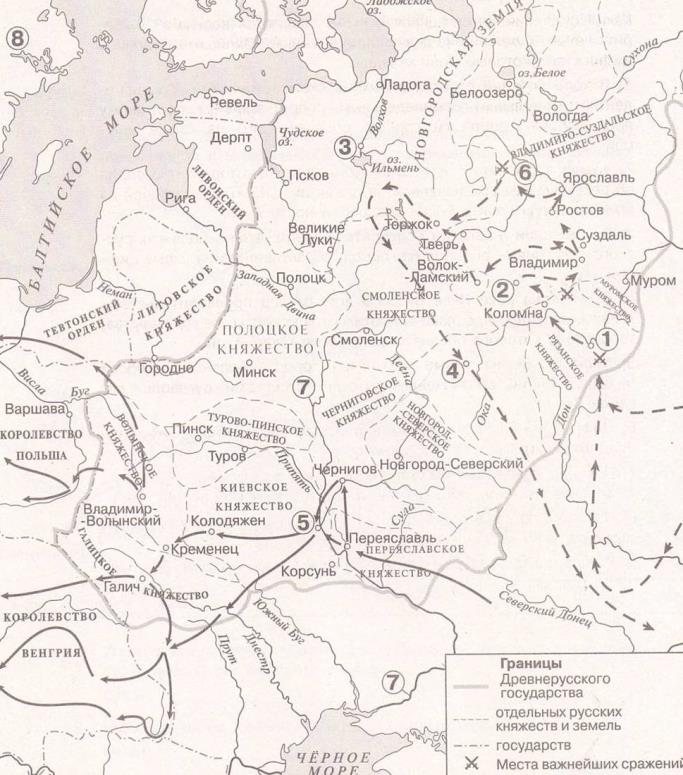 Ладожское
оз.
8
НОВГОРОДСКАЯ ЗЕМЛЯ
оз.Белое
Сухона
Ладога
Белоозеро
Ревель
Волхов
Вологда
БАЛТИЙСКОЕ МОРЕ
Дерпт
Чудское
оз.
3
ВЛАДИМИРО-СУЗДАЛЬСКОЕ
КНЯЖЕСТВО
оз.
Ильмень
6
Псков
Ярославль
ЛИВОНСКИЙ
ОРДЕН
Рига
Ростов
Торжок
Великие
Луки
Тверь
Суздаль
Волок-
-Ламский
Владимир
Полоцк
Западная Двина
Неман
ТЕВТОНСКИЙ
ОРДЕН
ЛИТОВСКОЕ
КНЯЖЕСТВО
СМОЛЕНСКОЕ
КНЯЖЕСТВО
2
Муром
МУРОМСКОЕ
КНЯЖЕСТВО
Коломна
ПОЛОЦКОЕ
КНЯЖЕСТВО
Смоленск
1
РЯЗАНСКОЕ
КНЯЖЕСТВО
Городно
Минск
Десна
4
Висла
Буг
7
Ока
Дон
Варшава
ЧЕРНИГОВСКОЕ
КНЯЖЕСТВО
НОВГОРОД-
-СЕВЕРСКОЕ
КНЯЖЕСТВО
КОРОЛЕВСТВО
ПОЛЬША
ВОЛЫНСКОЕ
КНЯЖЕСТВО
Пинск
ТУРОВО-ПИНСКОЕ
КНЯЖЕСТВО
Туров
Припять
Новгород-Северский
Чернигов
КИЕВСКОЕ
КНЯЖЕСТВО
Владимир-
-Волынский
Колодяжен
5
Сула
Переяславль
ПЕРЕЯСЛАВСКОЕ
КНЯЖЕСТВО
Кременец
ГАЛИЦКОЕ
КНЯЖЕСТВО
Корсунь
Галич
Северский Донец
КОРОЛЕВСТВО
ВЕНГРИЯ
Южный Буг
Днестр
Прут
7
ЧЁРНОЕ
МОРЕ
Границы
Древнерусского
государства
отдельных русских
княжеств и земель
государств
Места важнейших сражений